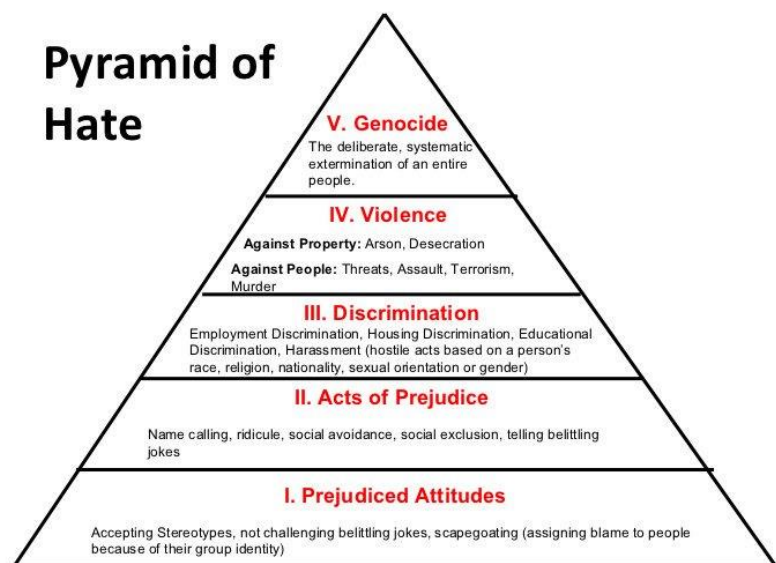 Pyramid of
Hate
V. Genocide
The deliberate, systematic
extermination of an entire
people.
IV. Violence
Against Property: Arson, Desecration
Against People: Threats, Assault, Terrorism,
Murder
III. Discrimination
Employment Discrimination, Housing Discrimination, Educational
Discrimination, Harassment (hostile acts based on a person's
race, religion, nationality, sexual orientation or gender)
II. Acts of Prejudice
Name calling, ridicule, social avoidance, social exclusion, telling belittling
jokes
I. Prejudiced Attitudes
Accepting Stereotypes, not challenging belittling jokes, scapegoating (assigning blame to people
because of their group identity)